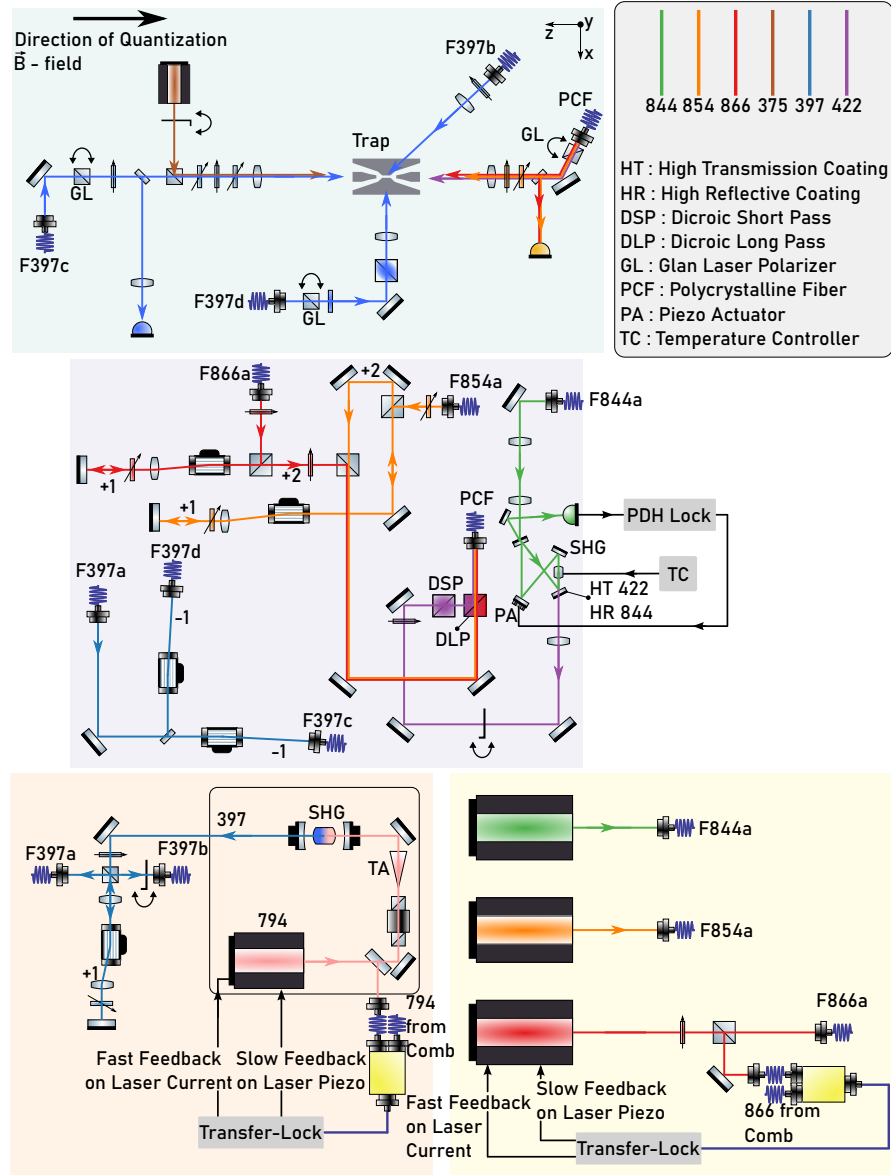 Direction of Quantization
B - field
z
y
x
F397b
PCF
GL
Trap
GL
F397c
F397d
GL
844 854 866 375 397 422
HT : High Transmission Coating
HR : High Reflective Coating
DSP : Dicroic Short Pass
DLP : Dicroic Long Pass
GL : Glan Laser Polarizer
PCF : Polycrystalline Fiber
PA : Piezo Actuator
TC : Temperature Controller
F866a
+2
F854a
F844a
+1
+2
+1
PCF
PDH Lock
SHG
TC
F397d
F397a
DSP
HT 422
PA
HR 844
DLP
-1
F397c
-1
397
SHG
F397a
F397b
TA
794
+1
794
from
Comb
Fast Feedback
on Laser Current
Slow Feedback
on Laser Piezo
Transfer-Lock
F844a
F854a
F866a
Slow Feedback
on Laser Piezo
Fast Feedback
on Laser
Current
866 from
Comb
Transfer-Lock